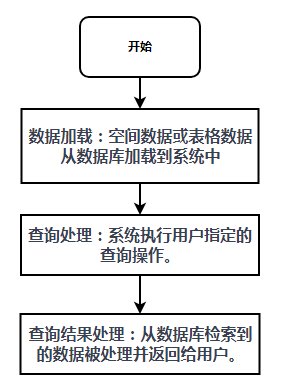 开始
数据加载：空间数据或表格数据
从数据库加载到系统中
查询处理：系统执行用户指定的
查询操作。
查询结果处理：从数据库检索到
的数据被处理并返回给用户。